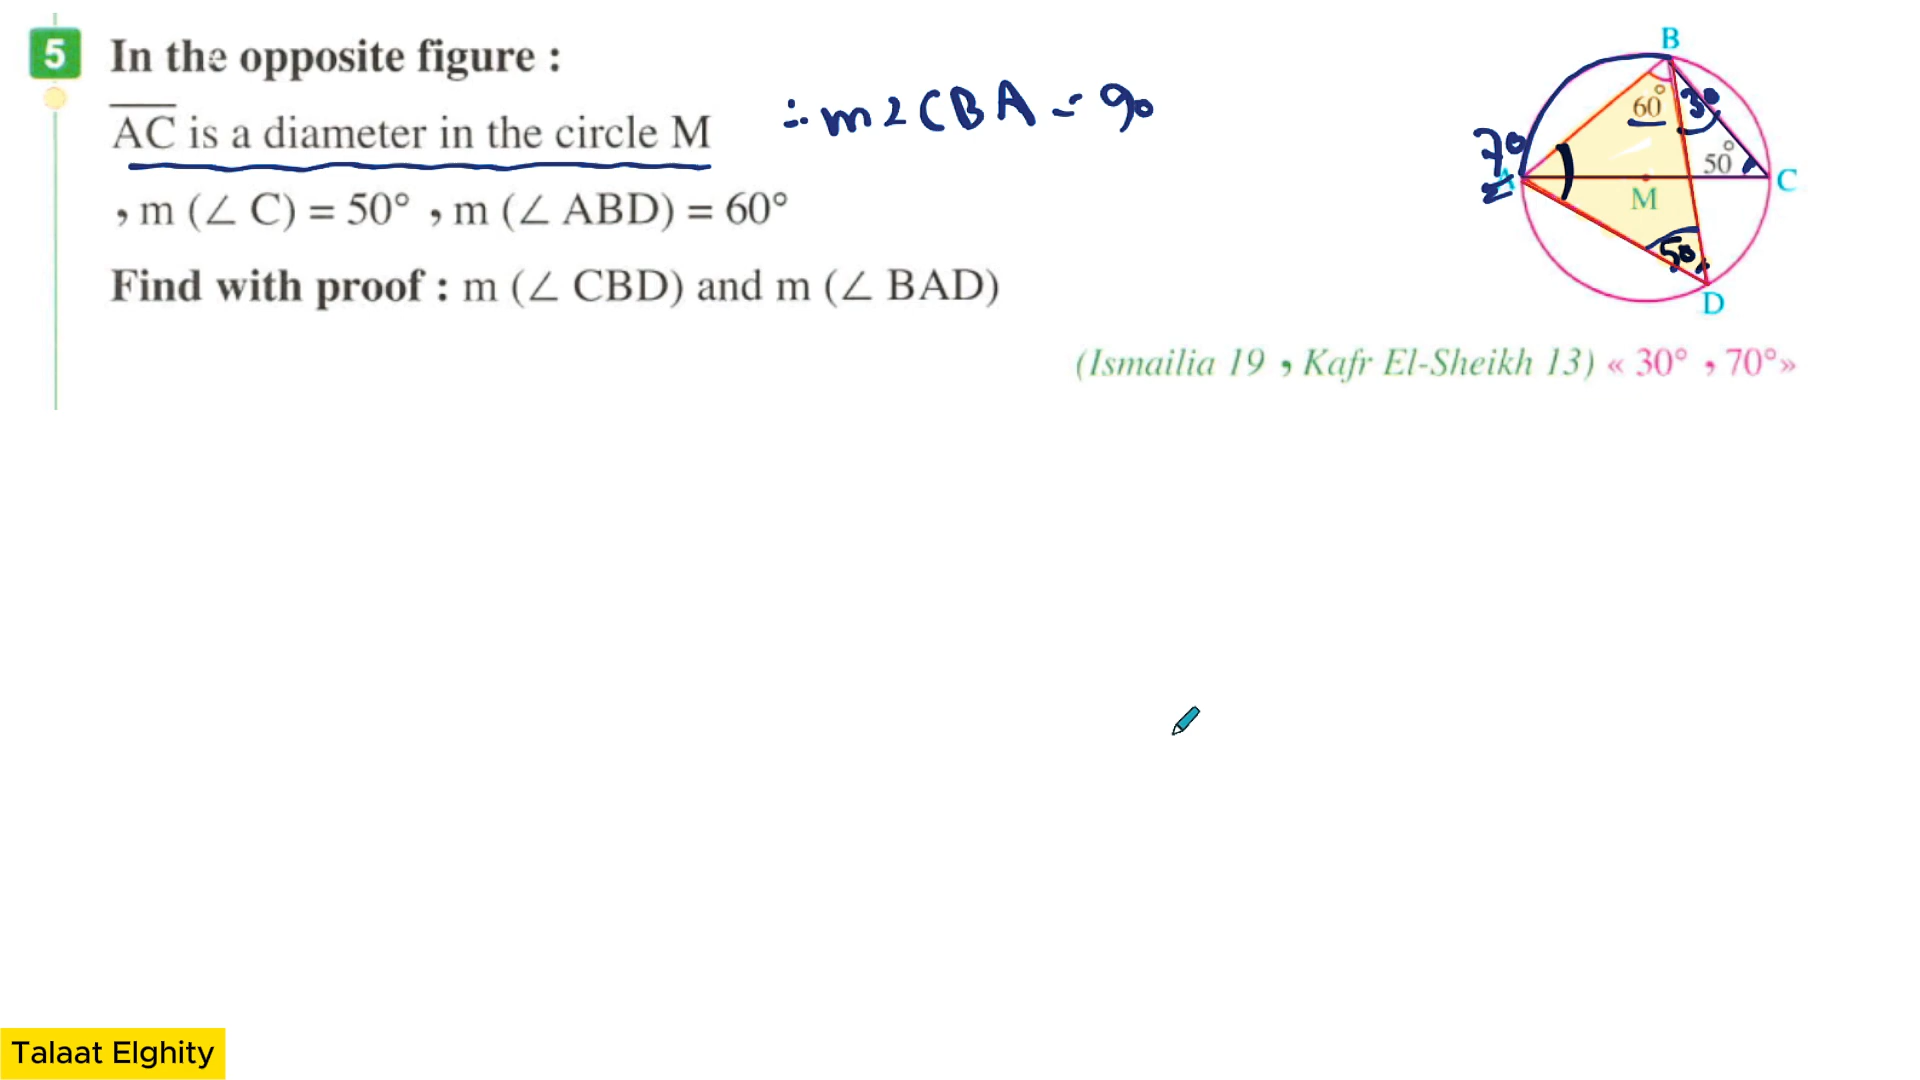 5 In the opposite figure :
AC is a diameter in the circle M
∴ m∠CBA = 90
, m (∠ C) = 50° , m (∠ ABD) = 60°
Find with proof : m (∠ CBD) and m (∠ BAD)
(Ismailia 19 , Kafr El-Sheikh 13) « 30° , 70°»
B
60° 30
70 50°
A M C
50
D
Talaat Elghity